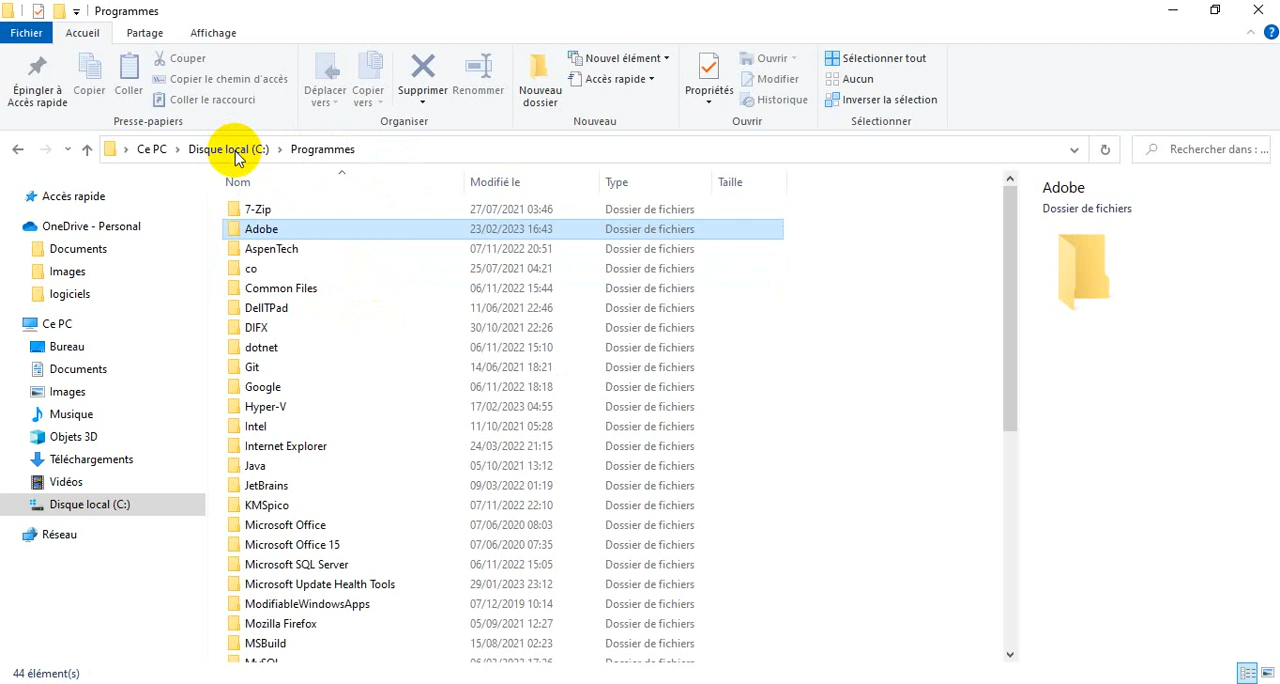 Programmes
Fichier Accueil Partage Affichage
Épingler à Accès rapide
Copier
Coller
Couper
Copier le chemin d'accès
Coller le raccourci
Presse-papiers
Déplacer vers
Copier vers
Supprimer
Renommer
Organiser
Nouveau dossier
Nouvel élément
Accès rapide
Nouveau
Propriétés
Ouvrir
Modifier
Historique
Ouvrir
Sélectionner tout
Aucun
Inverser la sélection
Sélectionner
Ce PC > Disque local (C:) > Programmes
Rechercher dans : ...
Accès rapide
OneDrive - Personal
Documents
Images
logiciels
Ce PC
Bureau
Documents
Images
Musique
Objets 3D
Téléchargements
Vidéos
Disque local (C:)
Réseau
Nom Modifié le Type Taille
7-Zip 27/07/2021 03:46 Dossier de fichiers
Adobe 23/02/2023 16:43 Dossier de fichiers
AspenTech 07/11/2022 20:51 Dossier de fichiers
co 25/07/2021 04:21 Dossier de fichiers
Common Files 06/11/2022 15:44 Dossier de fichiers
DellTPad 11/06/2021 22:46 Dossier de fichiers
DIFX 30/10/2021 22:26 Dossier de fichiers
dotnet 06/11/2022 15:10 Dossier de fichiers
Git 14/06/2021 18:21 Dossier de fichiers
Google 06/11/2022 18:18 Dossier de fichiers
Hyper-V 17/02/2023 04:55 Dossier de fichiers
Intel 11/10/2021 05:28 Dossier de fichiers
Internet Explorer 24/03/2022 21:15 Dossier de fichiers
Java 05/10/2021 13:12 Dossier de fichiers
JetBrains 09/03/2022 01:19 Dossier de fichiers
KMSpico 07/11/2022 22:10 Dossier de fichiers
Microsoft Office 07/06/2020 08:03 Dossier de fichiers
Microsoft Office 15 07/06/2020 07:35 Dossier de fichiers
Microsoft SQL Server 06/11/2022 15:05 Dossier de fichiers
Microsoft Update Health Tools 29/01/2023 23:12 Dossier de fichiers
ModifiableWindowsApps 07/12/2019 10:14 Dossier de fichiers
Mozilla Firefox 05/09/2021 12:27 Dossier de fichiers
MSBuild 15/08/2021 02:23 Dossier de fichiers
Adobe
Dossier de fichiers
44 élément(s)